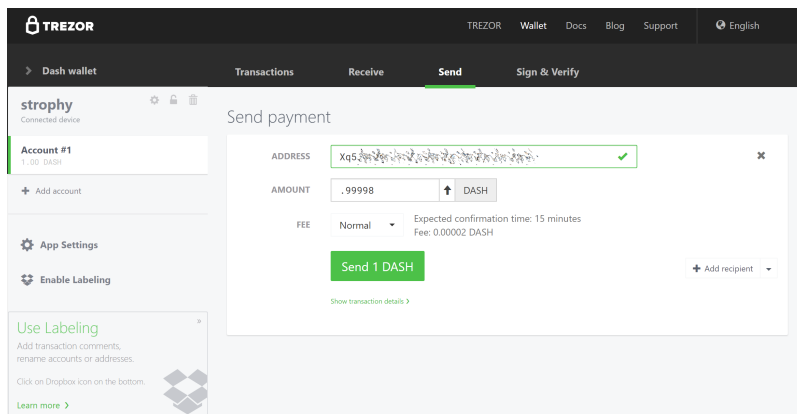 TREZOR
TREZOR Wallet Docs Blog Support English
Dash wallet
Transactions Receive Send Sign & Verify
strophy
Connected device
Account #1
1.00 DASH
Add account
App Settings
Enable Labeling
Use Labeling »
Add transaction comments,
rename accounts or addresses.
Click on Dropbox icon on the bottom.
Learn more
Send payment
ADDRESS Xq5
AMOUNT .99998 DASH
FEE Normal Expected confirmation time: 15 minutes
Fee: 0.00002 DASH
Send 1 DASH
Add recipient
Show transaction details